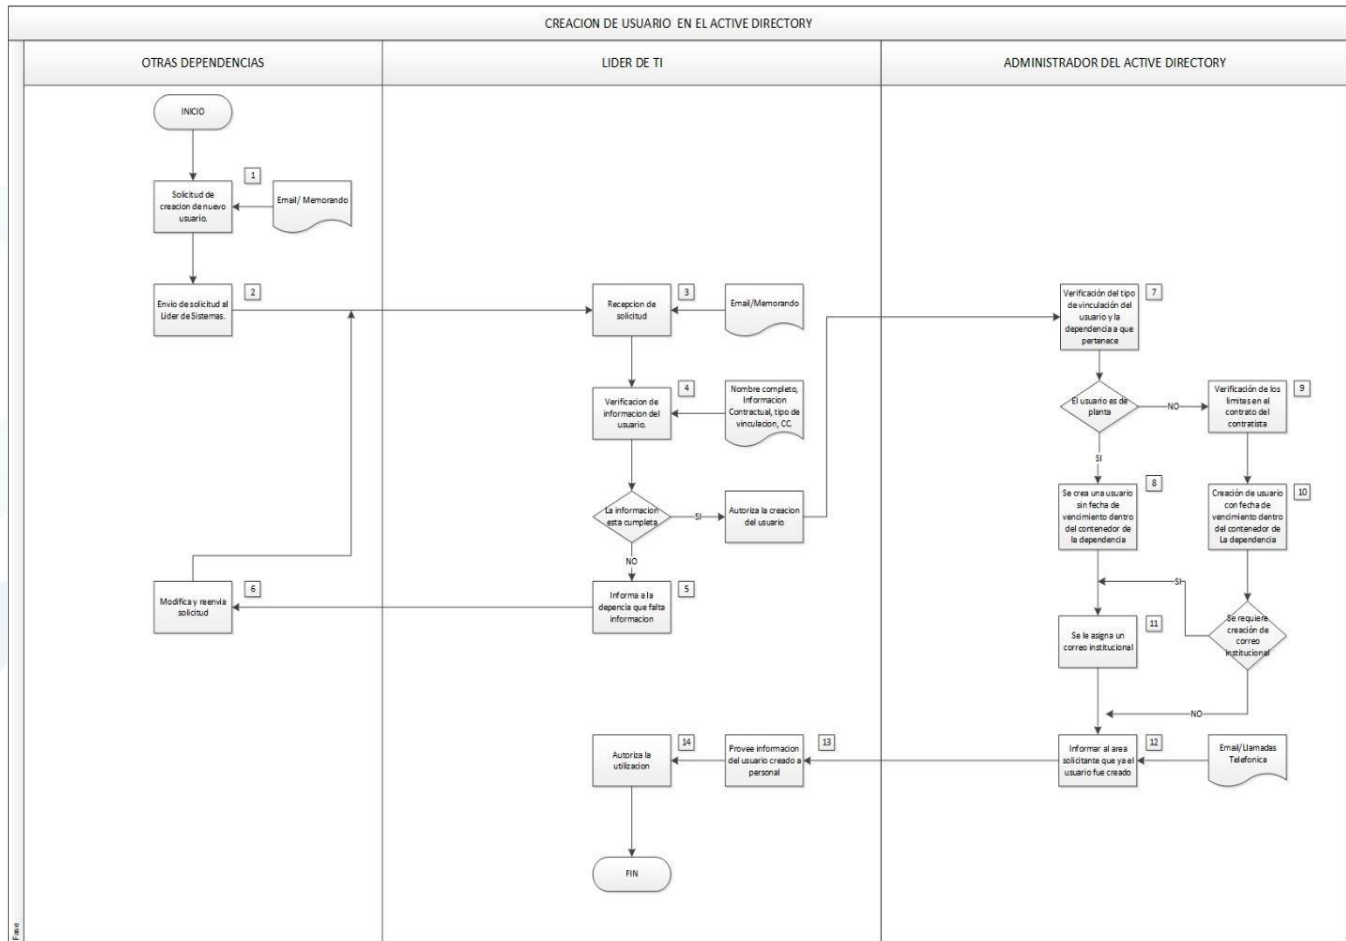 CREACION DE USUARIO EN EL ACTIVE DIRECTORY
OTRAS DEPENDENCIAS
LIDER DE TI
ADMINISTRADOR DEL ACTIVE DIRECTORY
INICIO
1
Solicitud de
creacion de nuevo
usuario.
Email/ Memorando
2
Envio de solicitud al
Lider de Sistemas.
3
Recepcion de
solicitud
Email/Memorando
4
Verificacion de
informacion del
usuario.
Nombre completo,
Informacion
Contractual, tipo de
vinculacion, CC.
La informacion
esta cumpleta
SI
Autoriza la creacion
del usuario
NO
5
Informa a la
depencia que falta
informacion
6
Modifica y reenvia
solicitud
7
Verificación del tipo
de vinculación del
usuario y la
dependencia a que
pertenece
El usuario es de
planta
NO
9
Verificación de los
limites en el
contrato del
contratista
SI
8
Se crea una usuario
sin fecha de
vencimiento dentro
del contenedor de
la dependencia
10
Creación de usuario
con fecha de
vencimiento dentro
del contenedor de
La dependencia
SI
Se requiere
creación de
correo
institucional
11
Se le asigna un
correo institucional
NO
12
Informar al area
solicitante que ya el
usuario fue creado
Email/Llamadas
Telefonica
13
Provee informacion
del usuario creado a
personal
14
Autoriza la
utilizacion
FIN
Fase